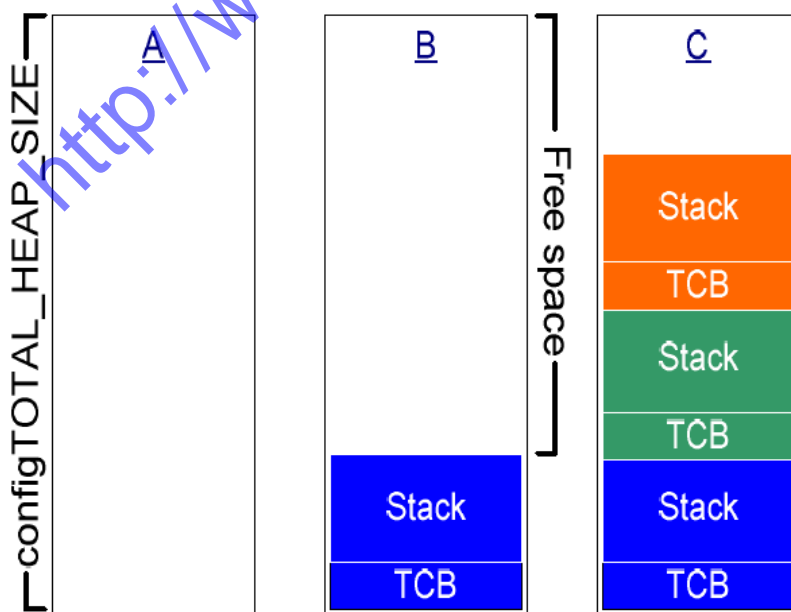 http://w
configTOTAL_HEAP_SIZE
A
B
Free space
Stack
TCB
C
Stack
TCB
Stack
TCB
Stack
TCB